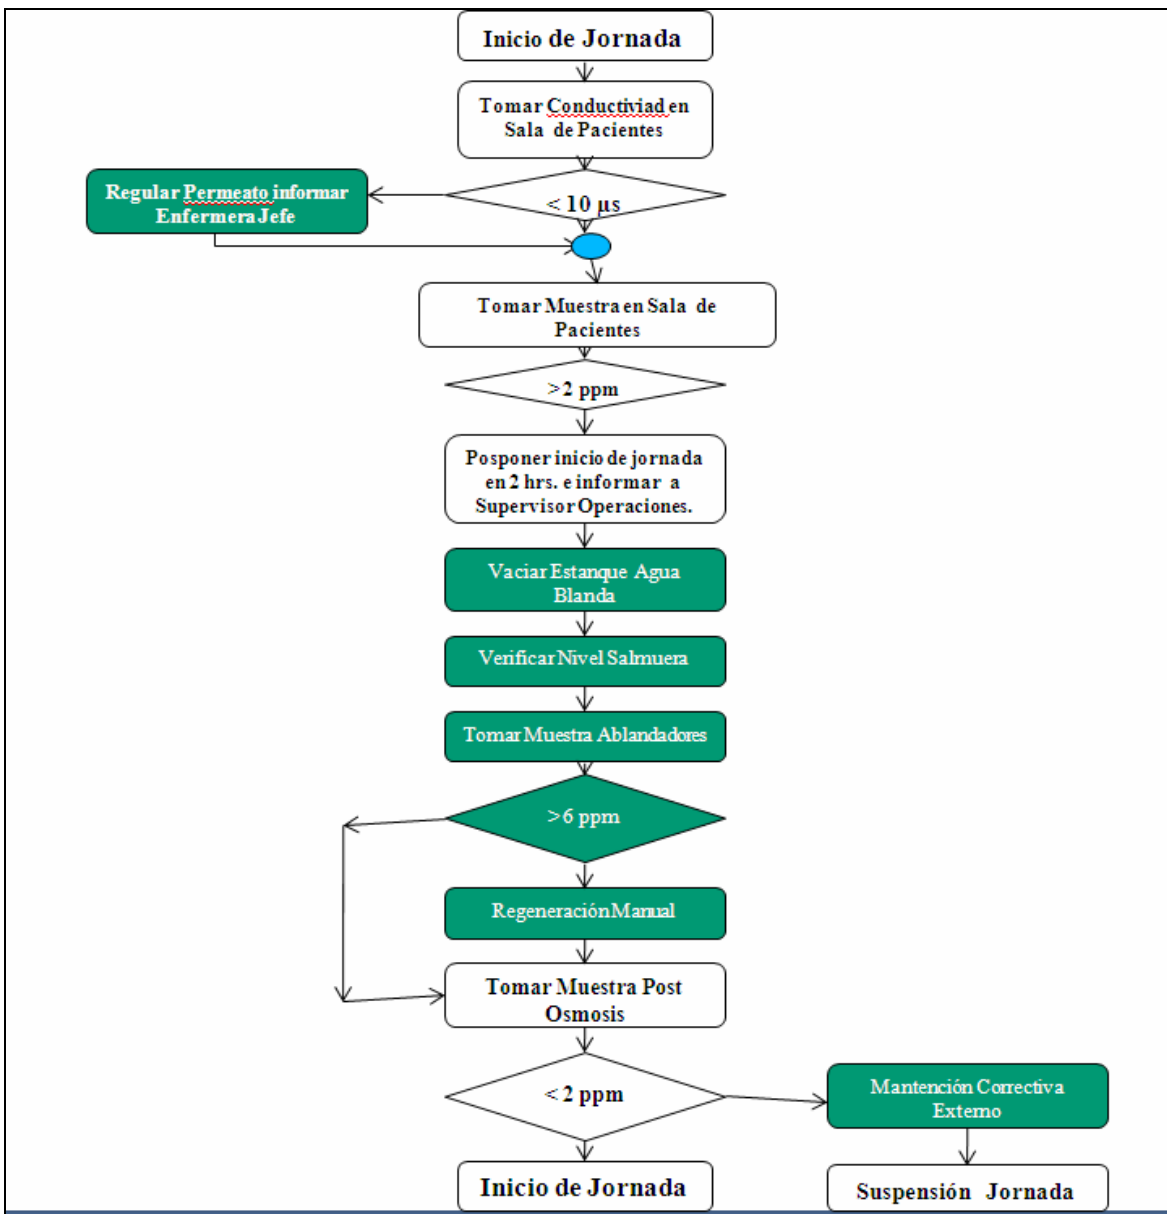 Inicio de Jornada
Tomar Conductiviad en
Sala de Pacientes
Regular Permeato informar
Enfermera Jefe
< 10 µs
Tomar Muestra en Sala de
Pacientes
>2 ppm
Posponer inicio de jornada
en 2 hrs. e informar a
Supervisor Operaciones.
Vaciar Estanque Agua
Blanda
Verificar Nivel Salmuera
Tomar Muestra Ablandadores
>6 ppm
Regeneración Manual
Tomar Muestra Post
Osmosis
< 2 ppm
Mantención Correctiva
Externo
Inicio de Jornada
Suspensión Jornada